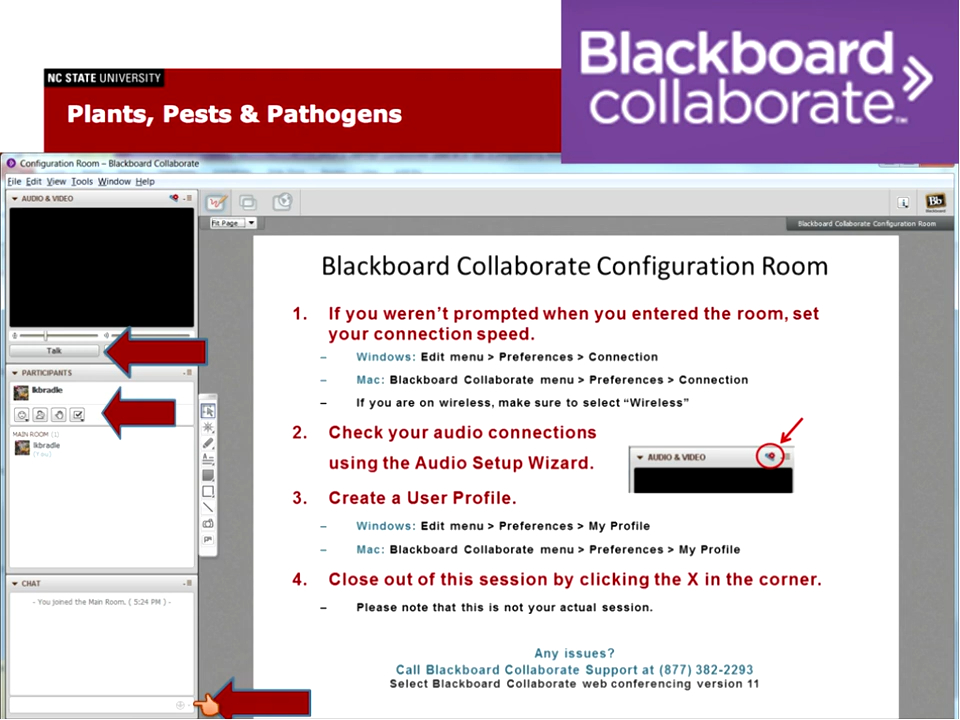 NC STATE UNIVERSITY
Plants, Pests & Pathogens
Blackboard
collaborate™
Configuration Room – Blackboard Collaborate
File Edit View Tools Window Help
AUDIO & VIDEO
Talk
PARTICIPANTS
lkbradle
MAIN ROOM (1)
lkbradle
(You)
CHAT
- You joined the Main Room. ( 5:24 PM ) -
Fit Page
Bb
Blackboard
Blackboard Collaborate Configuration Room
Blackboard Collaborate Configuration Room
1. If you weren’t prompted when you entered the room, set
your connection speed.
– Windows: Edit menu > Preferences > Connection
– Mac: Blackboard Collaborate menu > Preferences > Connection
– If you are on wireless, make sure to select “Wireless”
2. Check your audio connections
using the Audio Setup Wizard.
AUDIO & VIDEO
3. Create a User Profile.
– Windows: Edit menu > Preferences > My Profile
– Mac: Blackboard Collaborate menu > Preferences > My Profile
4. Close out of this session by clicking the X in the corner.
– Please note that this is not your actual session.
Any issues?
Call Blackboard Collaborate Support at (877) 382-2293
Select Blackboard Collaborate web conferencing version 11